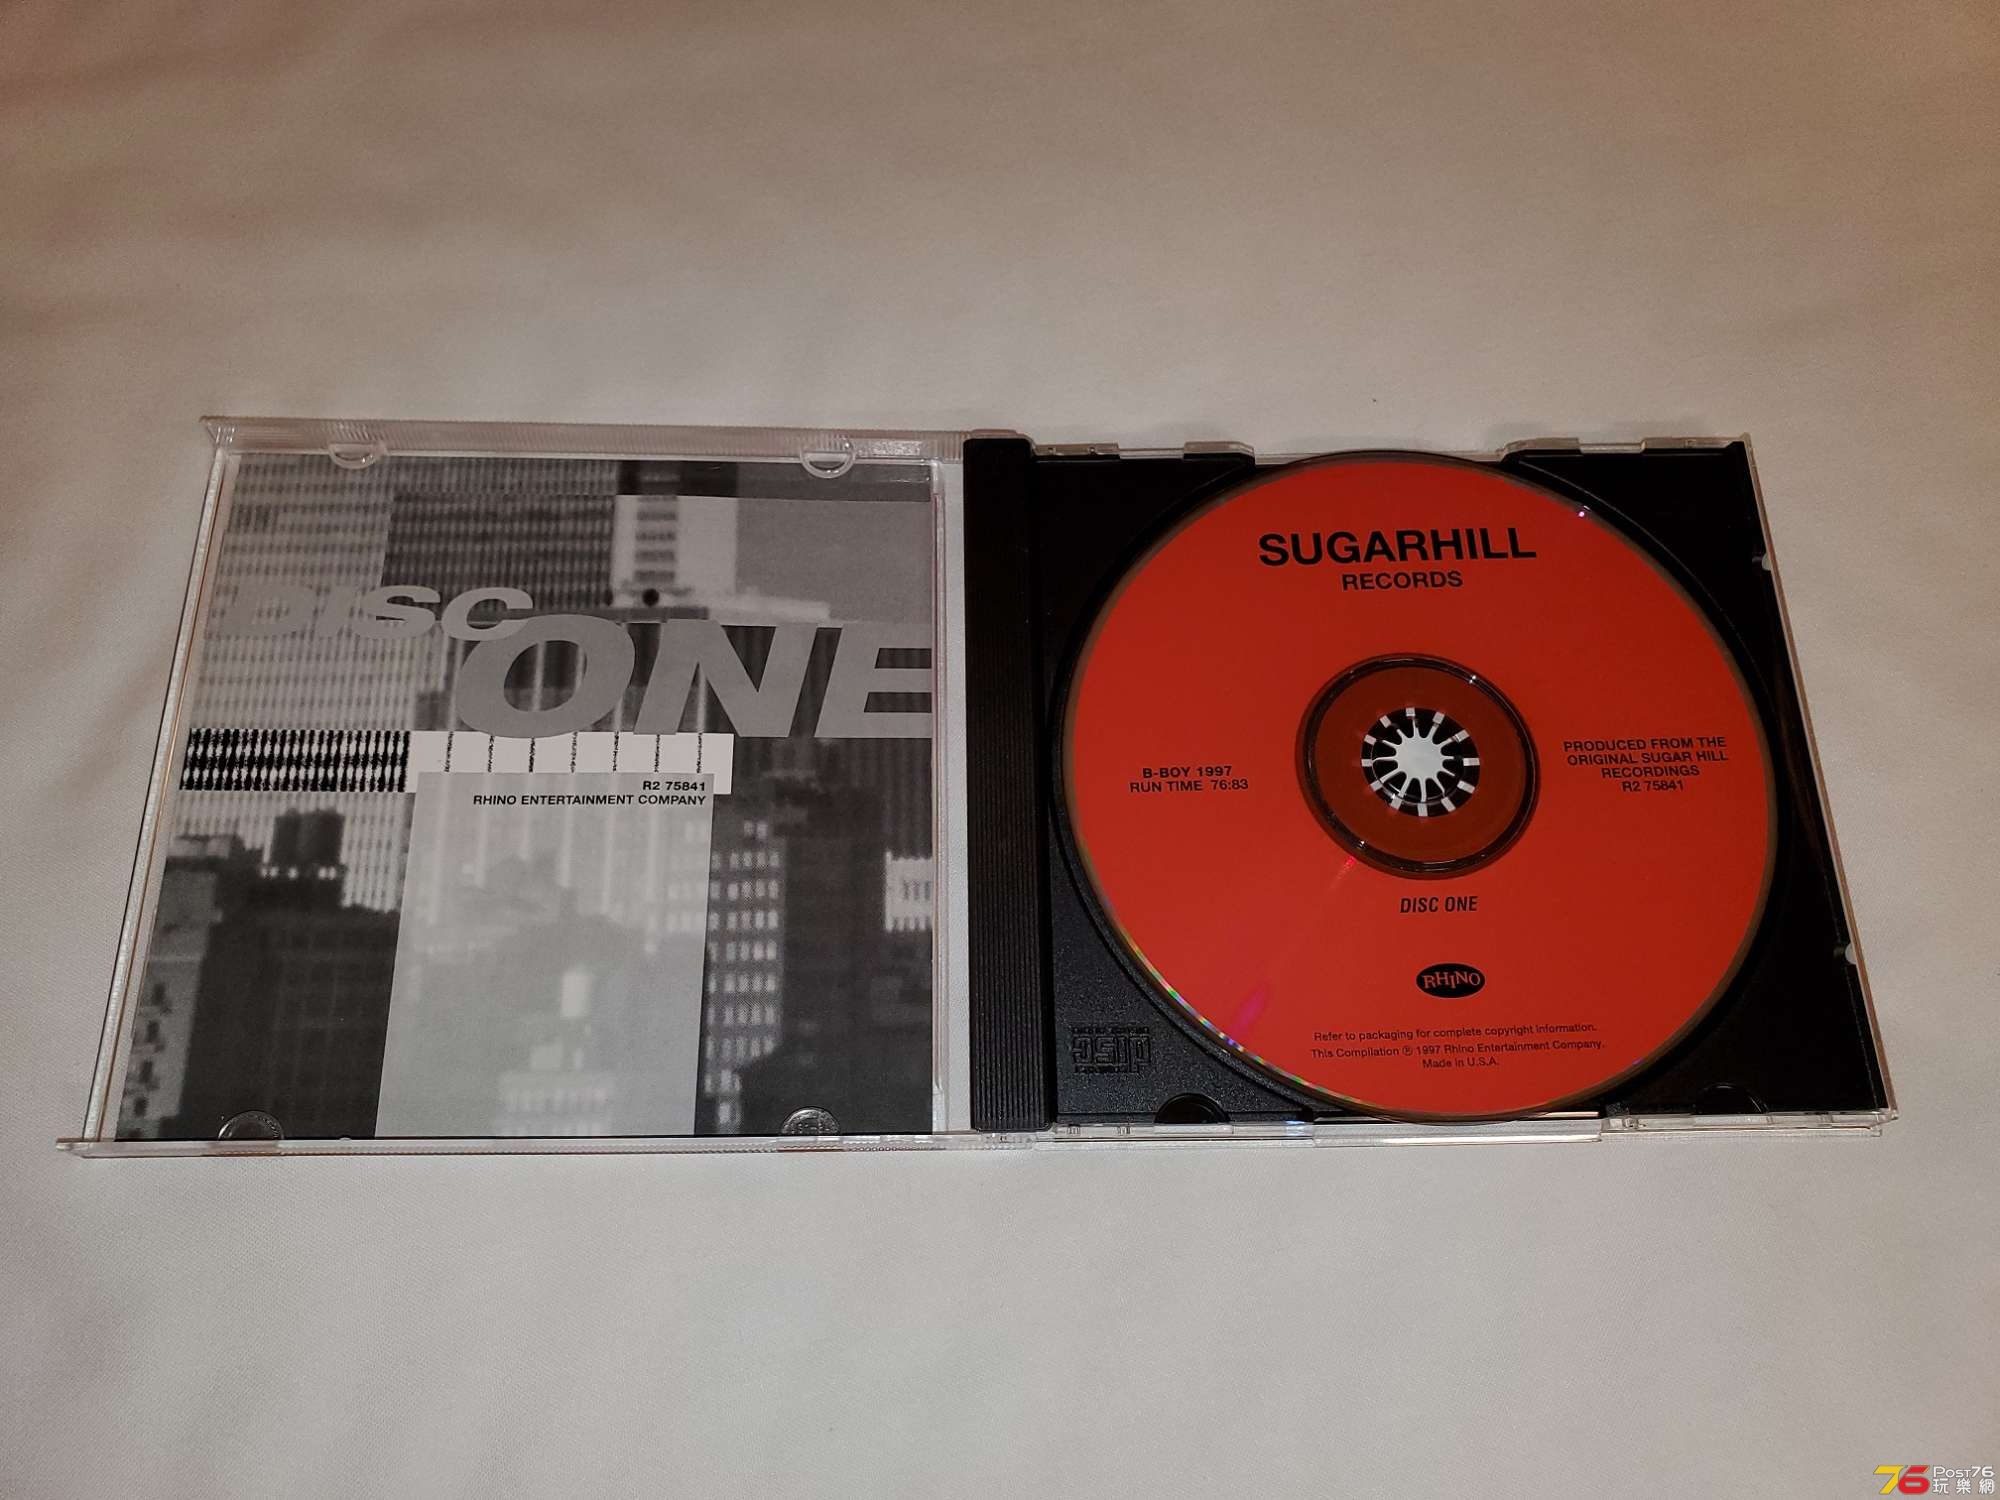 DISC
ONE
R2 75841
RHINO ENTERTAINMENT COMPANY
SUGARHILL
RECORDS
B-BOY 1997
RUN TIME 76:83
PRODUCED FROM THE
ORIGINAL SUGAR HILL
RECORDINGS
R2 75841
DISC ONE
RHINO
Refer to packaging for complete copyright information.
This Compilation ℗ 1997 Rhino Entertainment Company.
Made in U.S.A.
disc
76 Post76
玩樂網